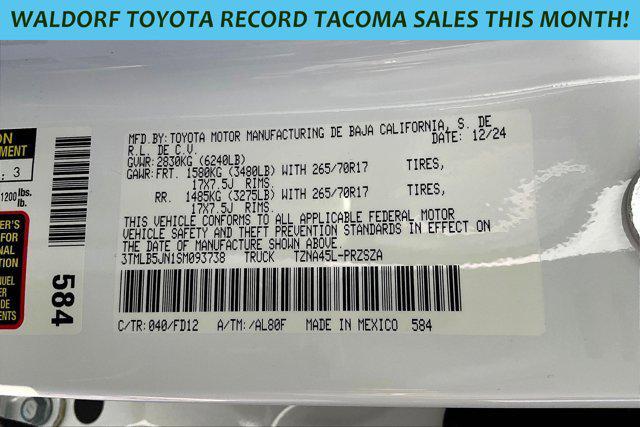 WALDORF TOYOTA RECORD TACOMA SALES THIS MONTH!
MFD.BY:TOYOTA MOTOR MANUFACTURING DE BAJA CALIFORNIA, S. DE
R.L. DE C.V.
DATE: 12/24
GVWR:2830KG (6240LB)
GAWR:FRT. 1580KG (3480LB) WITH 265/70R17 TIRES,
17X7.5J RIMS.
RR. 1485KG (3275LB) WITH 265/70R17 TIRES,
17X7.5J RIMS
THIS VEHICLE CONFORMS TO ALL APPLICABLE FEDERAL MOTOR
VEHICLE SAFETY AND THEFT PREVENTION STANDARDS IN EFFECT ON
THE DATE OF MANUFACTURE SHOWN ABOVE.
3TMLB5JN1SM093738 TRUCK TZNA45L-PRZSZA
C/TR: 040/FD12 A/TM: /AL80F MADE IN MEXICO 584
: 3
1200 lbs.
584